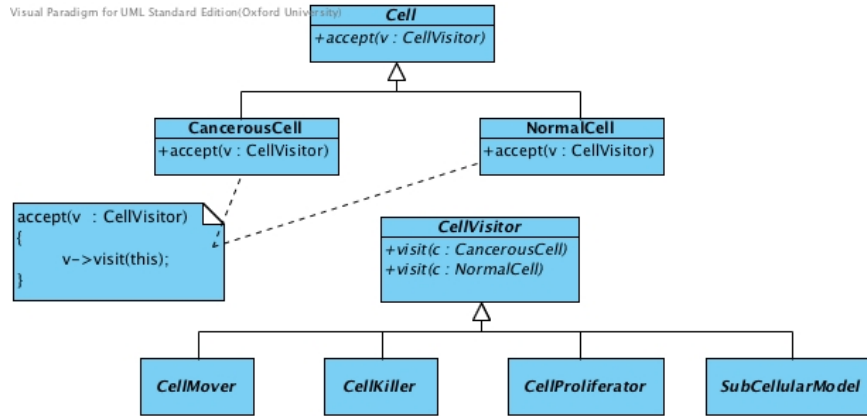 Visual Paradigm for UML Standard Edition(Oxford University)
Cell
+accept(v : CellVisitor)
CancerousCell
+accept(v : CellVisitor)
NormalCell
+accept(v : CellVisitor)
accept(v : CellVisitor)
{
v->visit(this);
}
CellVisitor
+visit(c : CancerousCell)
+visit(c : NormalCell)
CellMover
CellKiller
CellProliferator
SubCellularModel